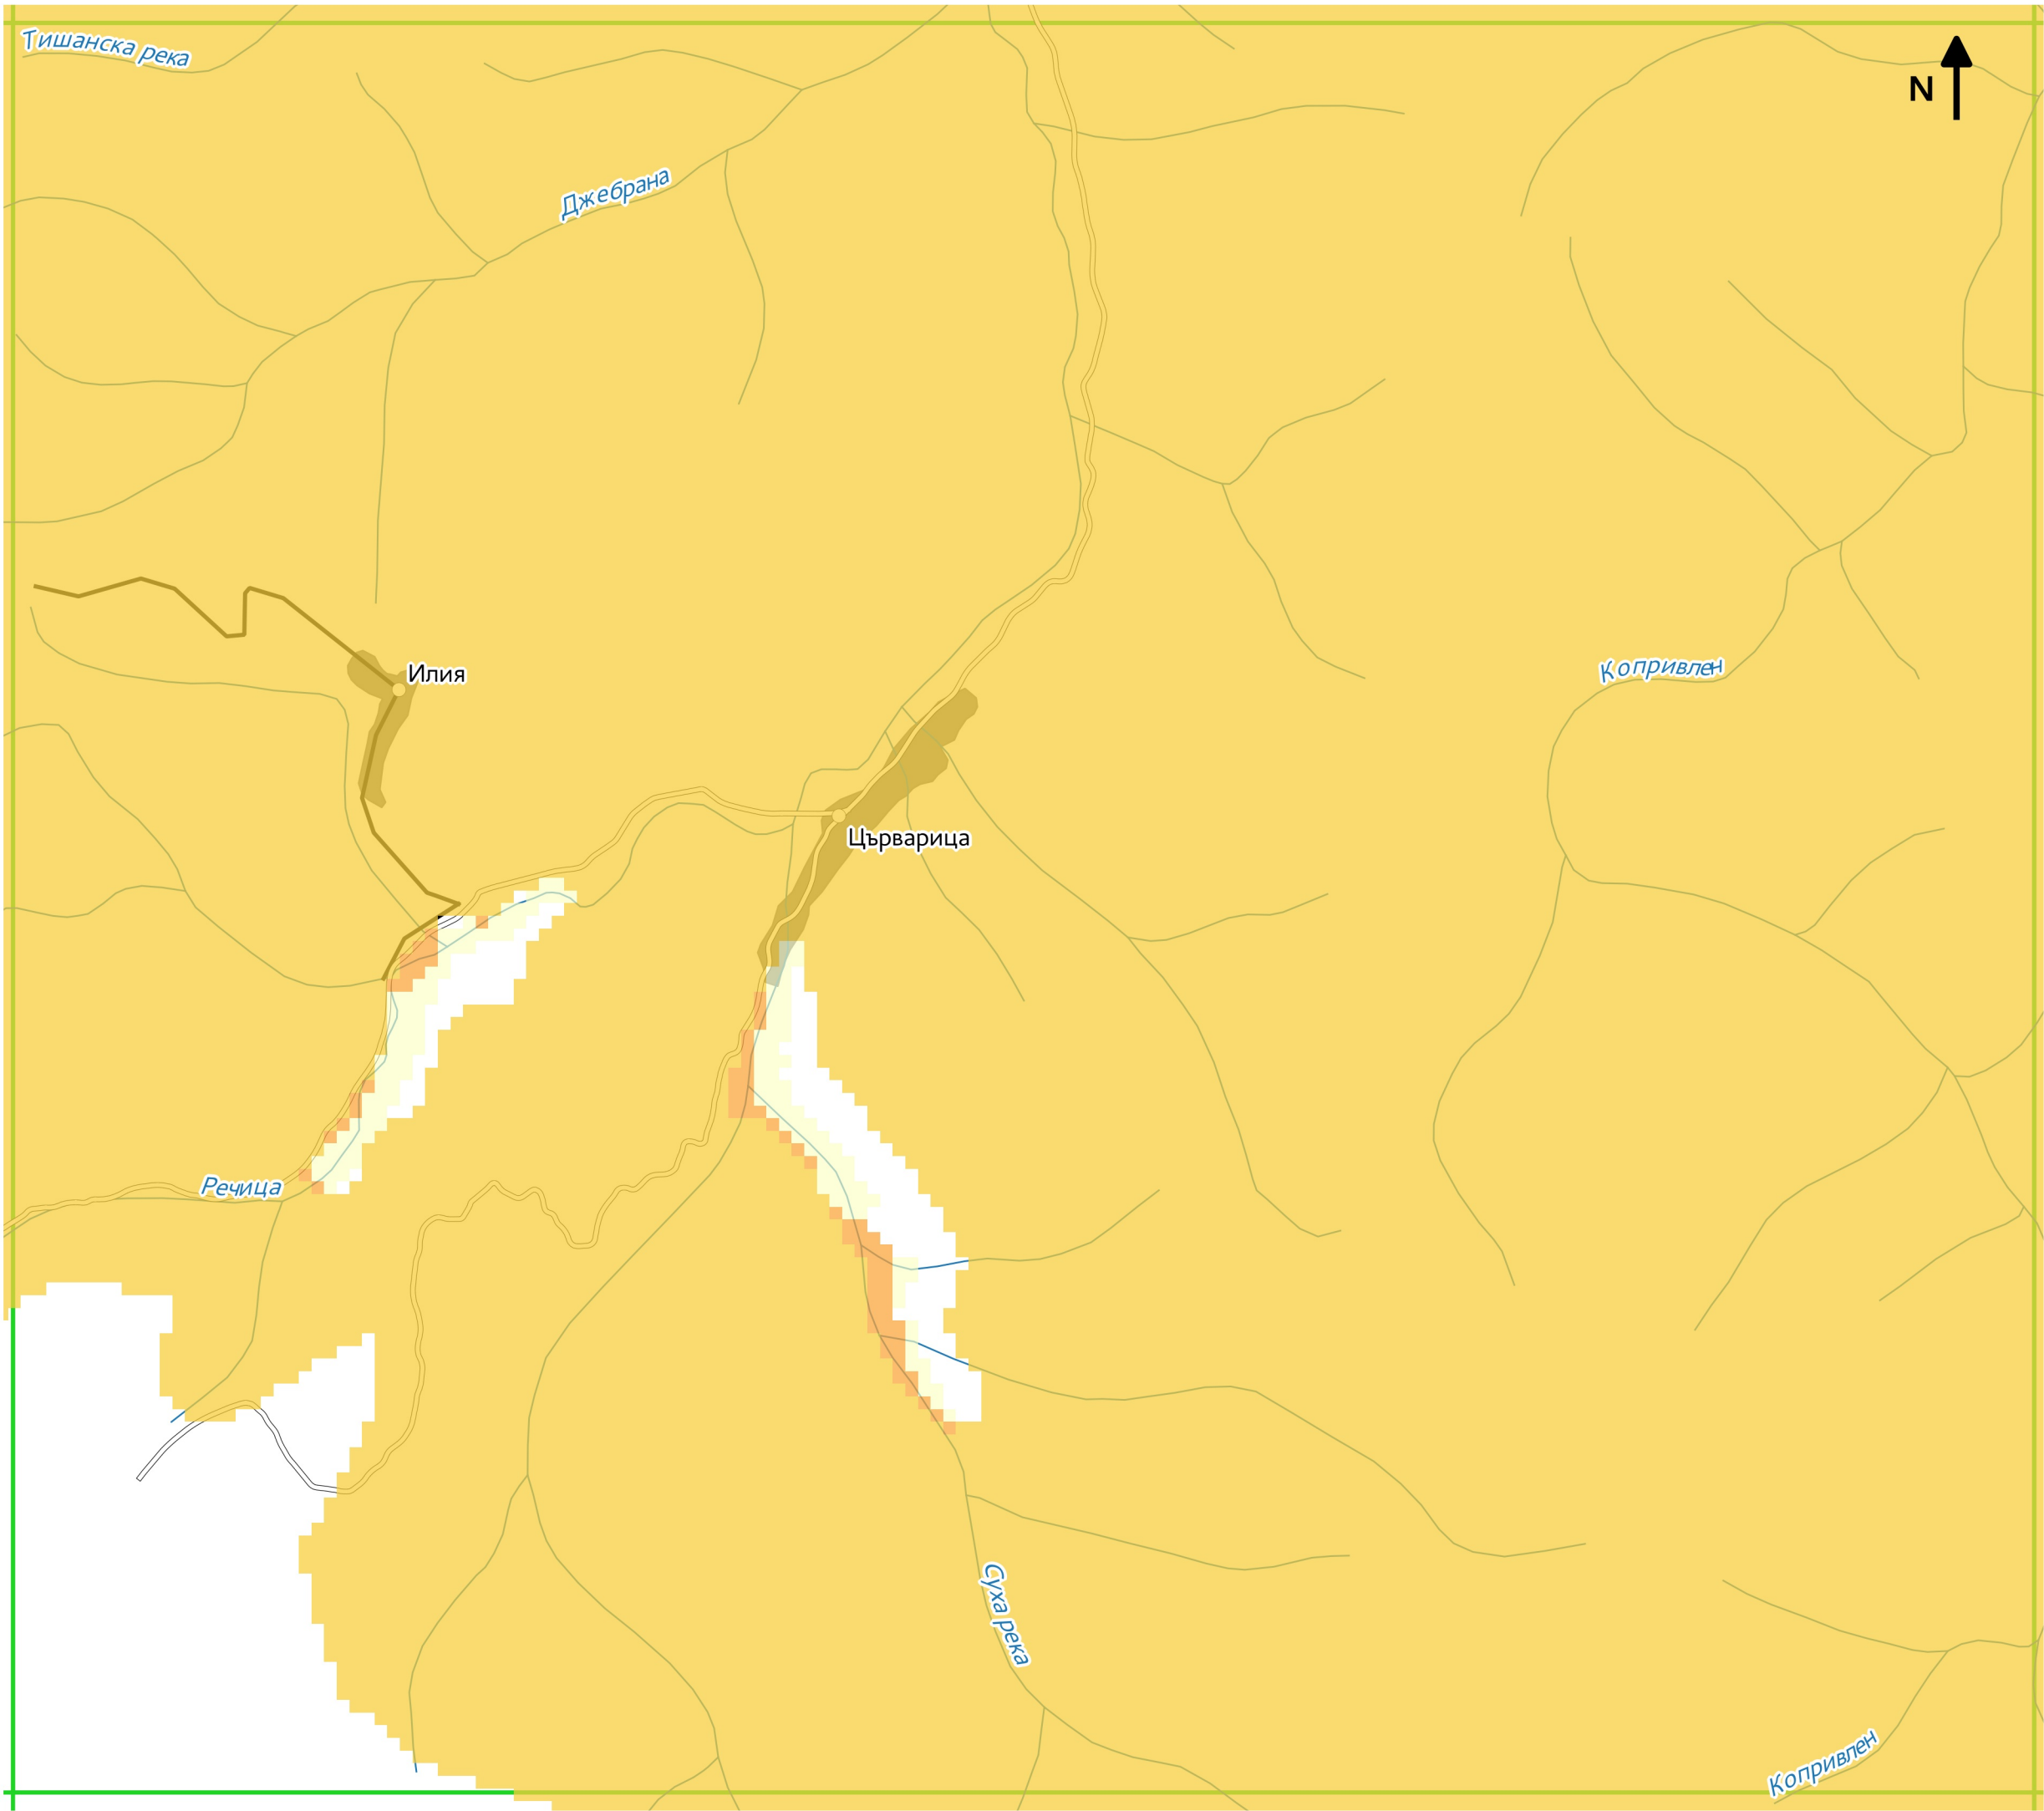 Тишанска река
N
Джебрана
Илия
Копривлен
Църварица
Речица
Суха река
Копривлен